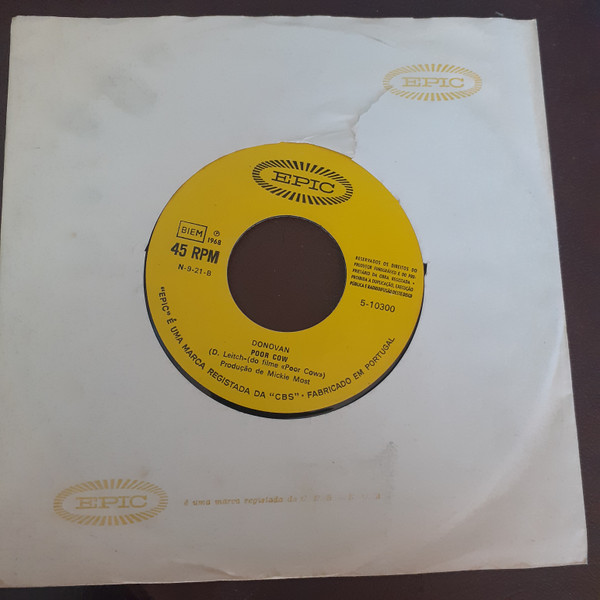 EPIC
EPIC
BIEM
℗
1968
45 RPM
N-9-21-B
RESERVADOS OS DIREITOS DO
PRODUTOR FONOGRÁFICO E DO PRO-
PRIETÁRIO DA OBRA REGISTADA •
PROIBIDA A DUPLICAÇÃO, EXECUÇÃO
PÚBLICA E RADIODIFUSÃO DESTE DISCO
5-10300
DONOVAN
POOR COW
(D. Leitch-(do filme «Poor Cow»)
Produção de Mickie Most
"EPIC" É UMA MARCA REGISTADA DA "CBS" • FABRICADO EM PORTUGAL
EPIC
é uma marca registada da